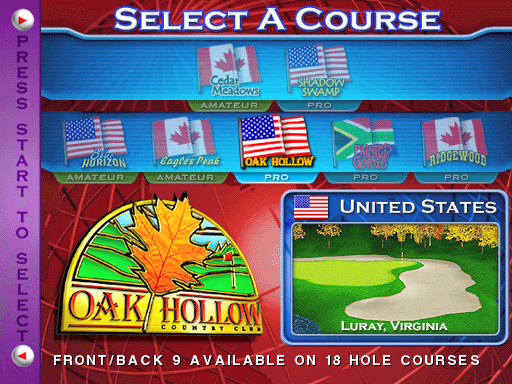 SELECT A COURSE
PRESS START TO SELECT
Cedar Meadows
SHADOW SWAMP
AMATEUR
PRO
Blue HORIZON
Eagle's Peak
OAK HOLLOW
RIDGEWOOD
AMATEUR
AMATEUR
PRO
PRO
PRO
UNITED STATES
OAK HOLLOW
COUNTRY CLUB
LURAY, VIRGINIA
FRONT/BACK 9 AVAILABLE ON 18 HOLE COURSES